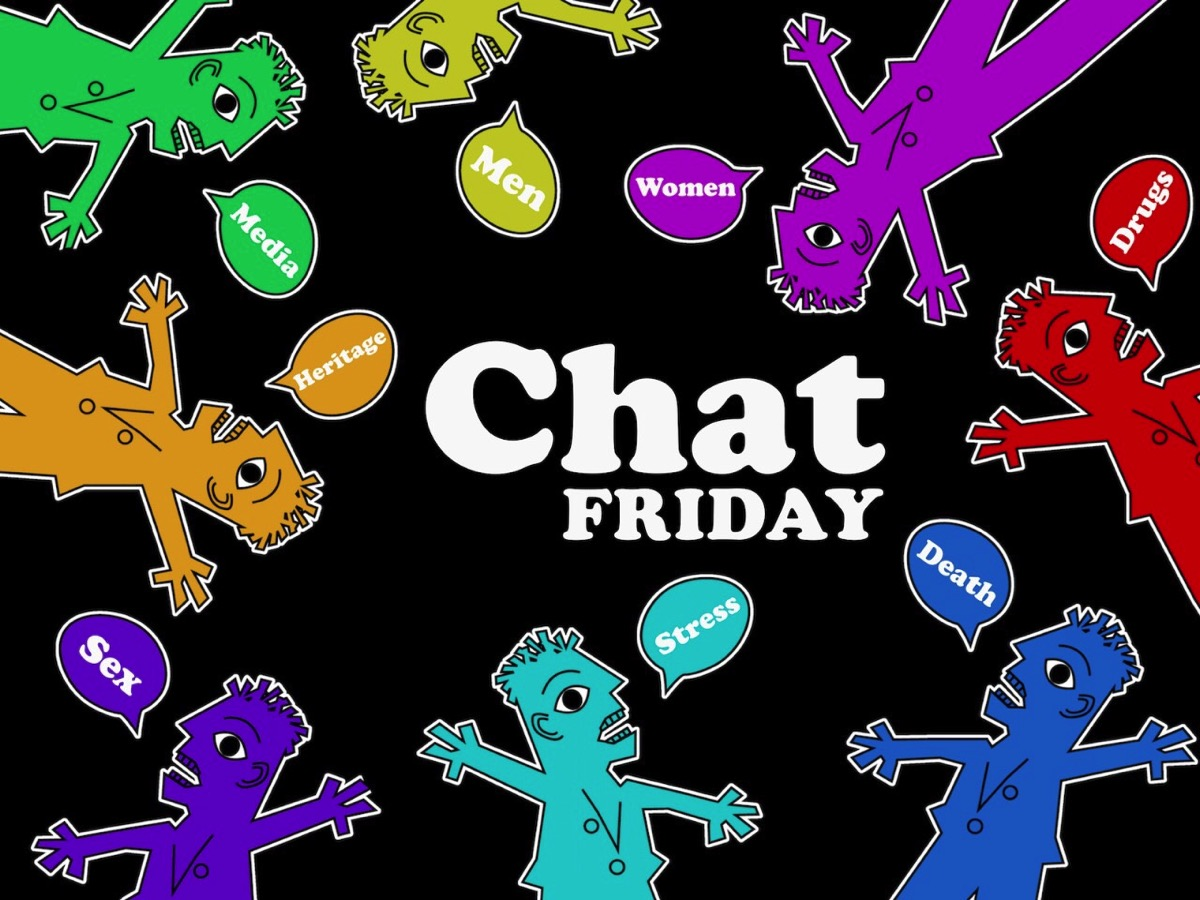 Men
Women
Drugs
Media
Heritage
Chat
FRIDAY
Death
Stress
Sex